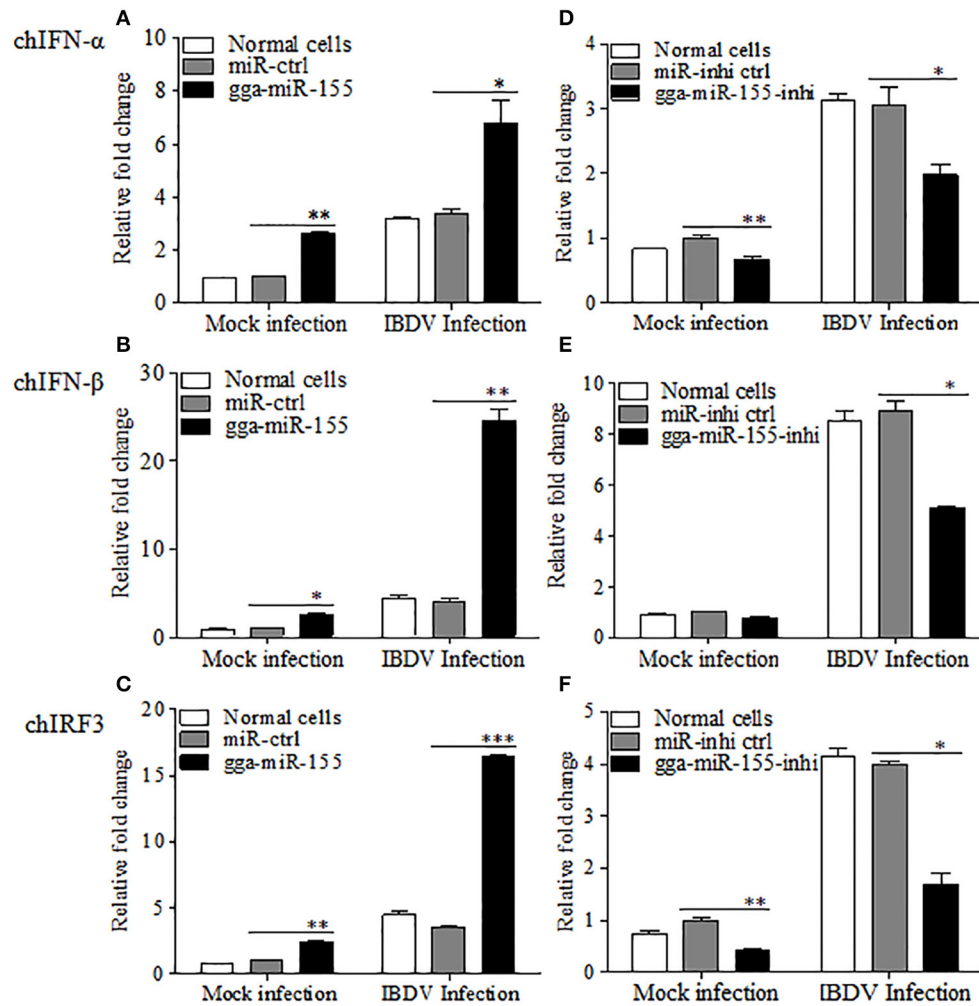 A
chIFN-α
Relative fold change
10
8
6
4
2
0
Normal cells
miR-ctrl
gga-miR-155
**
*
Mock infection
IBDV Infection
D
Relative fold change
4
3
2
1
0
Normal cells
miR-inhi ctrl
gga-miR-155-inhi
**
*
Mock infection
IBDV Infection
B
chIFN-β
Relative fold change
30
20
10
0
Normal cells
miR-ctrl
gga-miR-155
*
**
Mock infection
IBDV Infection
E
Relative fold change
10
8
6
4
2
0
Normal cells
miR-inhi ctrl
gga-miR-155-inhi
*
Mock infection
IBDV Infection
C
chIRF3
Relative fold change
20
15
10
5
0
Normal cells
miR-ctrl
gga-miR-155
**
***
Mock infection
IBDV Infection
F
Relative fold change
5
4
3
2
1
0
Normal cells
miR-inhi ctrl
gga-miR-155-inhi
**
*
Mock infection
IBDV Infection